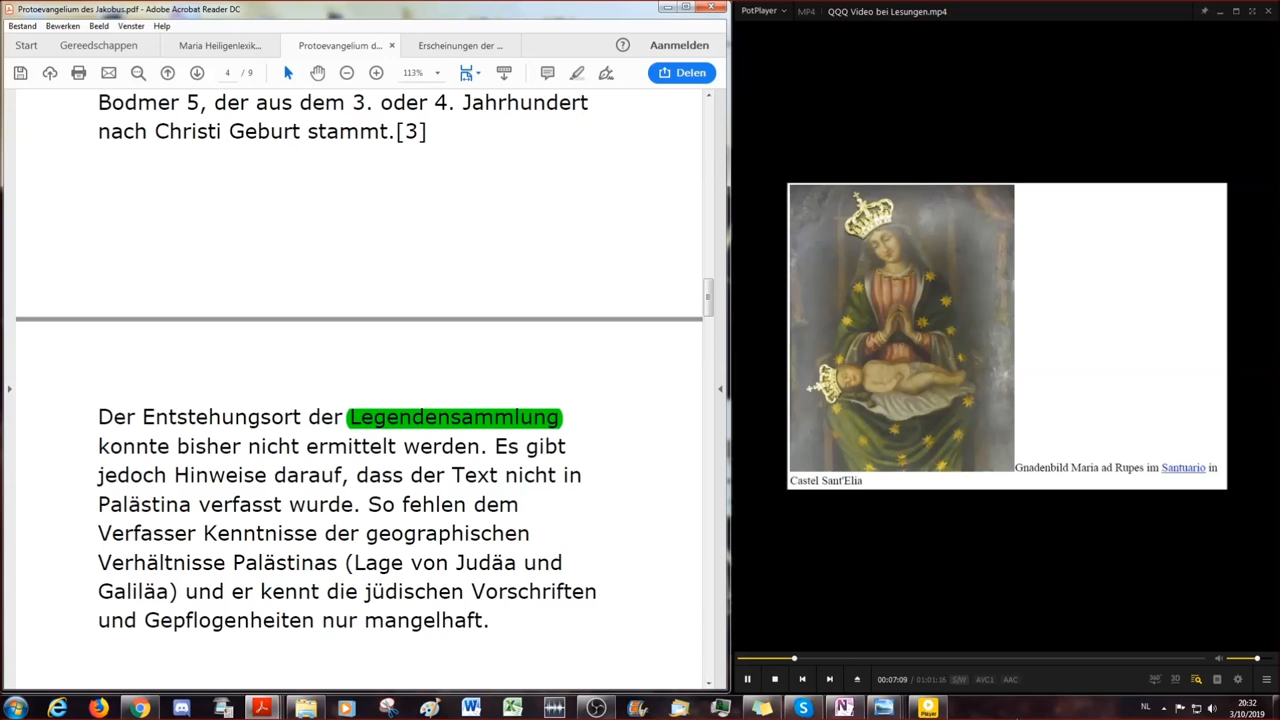 Protoevangelium des Jakobus.pdf - Adobe Acrobat Reader DC
Bestand Bewerken Beeld Venster Help
Start Gereedschappen Maria Heiligenlexik... Protoevangelium d... × Erscheinungen der ... Aanmelden
4 / 9 113% Delen
Bodmer 5, der aus dem 3. oder 4. Jahrhundert
nach Christi Geburt stammt.[3]
Der Entstehungsort der Legendensammlung
konnte bisher nicht ermittelt werden. Es gibt
jedoch Hinweise darauf, dass der Text nicht in
Palästina verfasst wurde. So fehlen dem
Verfasser Kenntnisse der geographischen
Verhältnisse Palästinas (Lage von Judäa und
Galiläa) und er kennt die jüdischen Vorschriften
und Gepflogenheiten nur mangelhaft.
PotPlayer MP4 QQQ Video bei Lesungen.mp4
Gnadenbild Maria ad Rupes im Santuario in
Castel Sant'Elia
00:07:09 / 01:01:16 S/W AVC1 AAC
360° 3D
NL 20:32
3/10/2019